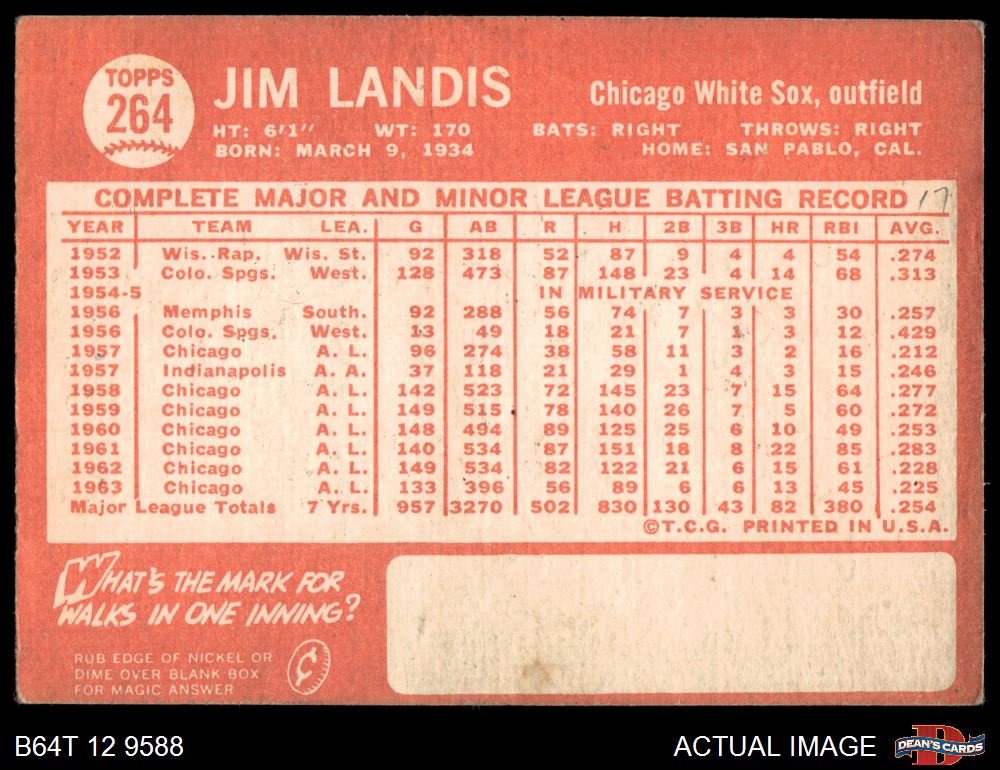 TOPPS
264
JIM LANDIS
Chicago White Sox, outfield
HT: 6'1" WT: 170 BATS: RIGHT THROWS: RIGHT
BORN: MARCH 9, 1934 HOME: SAN PABLO, CAL.
COMPLETE MAJOR AND MINOR LEAGUE BATTING RECORD 17
YEAR TEAM LEA. G AB R H 2B 3B HR RBI AVG.
1952 Wis. Rap. Wis. St. 92 318 52 87 9 4 4 54 .274
1953 Colo. Spgs. West. 128 473 87 148 23 4 14 68 .313
1954-5 IN MILITARY SERVICE
1956 Memphis South. 92 288 56 74 7 3 3 30 .257
1956 Colo. Spgs. West. 13 49 18 21 7 1 3 12 .429
1957 Chicago A. L. 96 274 38 58 11 3 2 16 .212
1957 Indianapolis A. A. 37 118 21 29 1 4 3 15 .246
1958 Chicago A. L. 142 523 72 145 23 7 15 64 .277
1959 Chicago A. L. 149 515 78 140 26 7 5 60 .272
1960 Chicago A. L. 148 494 89 125 25 6 10 49 .253
1961 Chicago A. L. 140 534 87 151 18 8 22 85 .283
1962 Chicago A. L. 149 534 82 122 21 6 15 61 .228
1963 Chicago A. L. 133 396 56 89 6 6 13 45 .225
Major League Totals 7 Yrs. 957 3270 502 830 130 43 82 380 .254
©T.C.G. PRINTED IN U.S.A.
WHAT'S THE MARK FOR
WALKS IN ONE INNING?
RUB EDGE OF NICKEL OR
DIME OVER BLANK BOX
FOR MAGIC ANSWER
¢
B64T 12 9588
ACTUAL IMAGE
DEAN'S CARDS